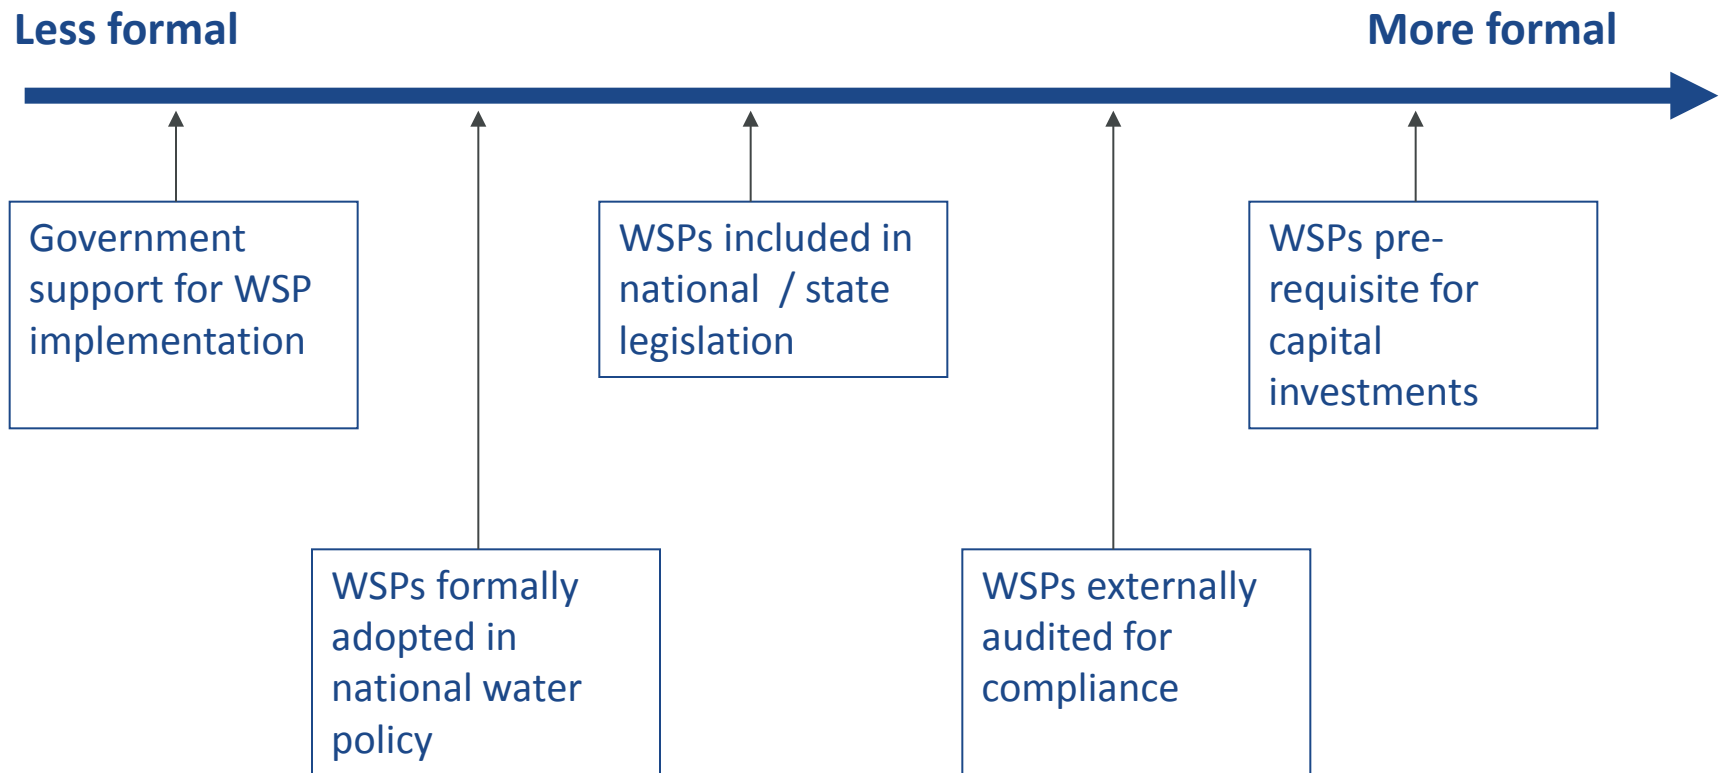 Less formal
More formal
Government
support for WSP
implementation
WSPs included in
national / state
legislation
WSPs pre-
requisite for
capital
investments
WSPs formally
adopted in
national water
policy
WSPs externally
audited for
compliance